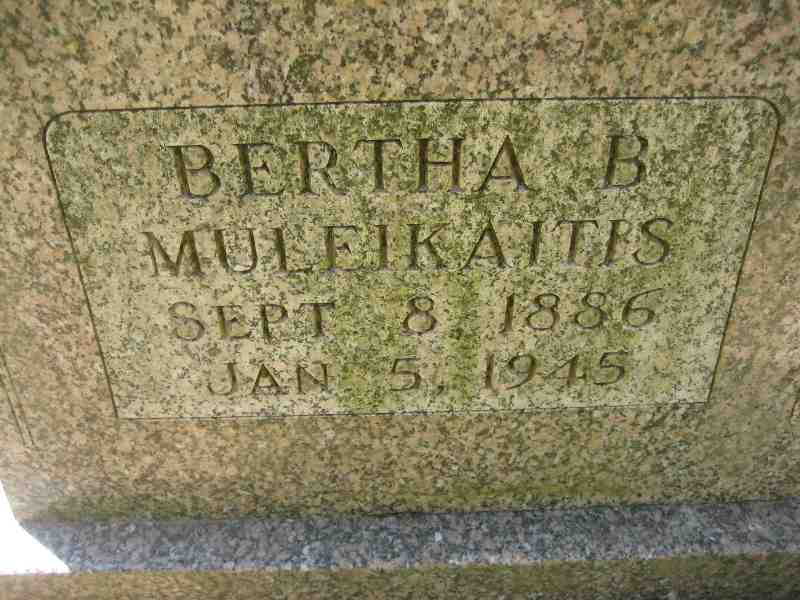 BERTHA B
MULEIKAITIS
SEPT 8 1886
JAN 5, 1945